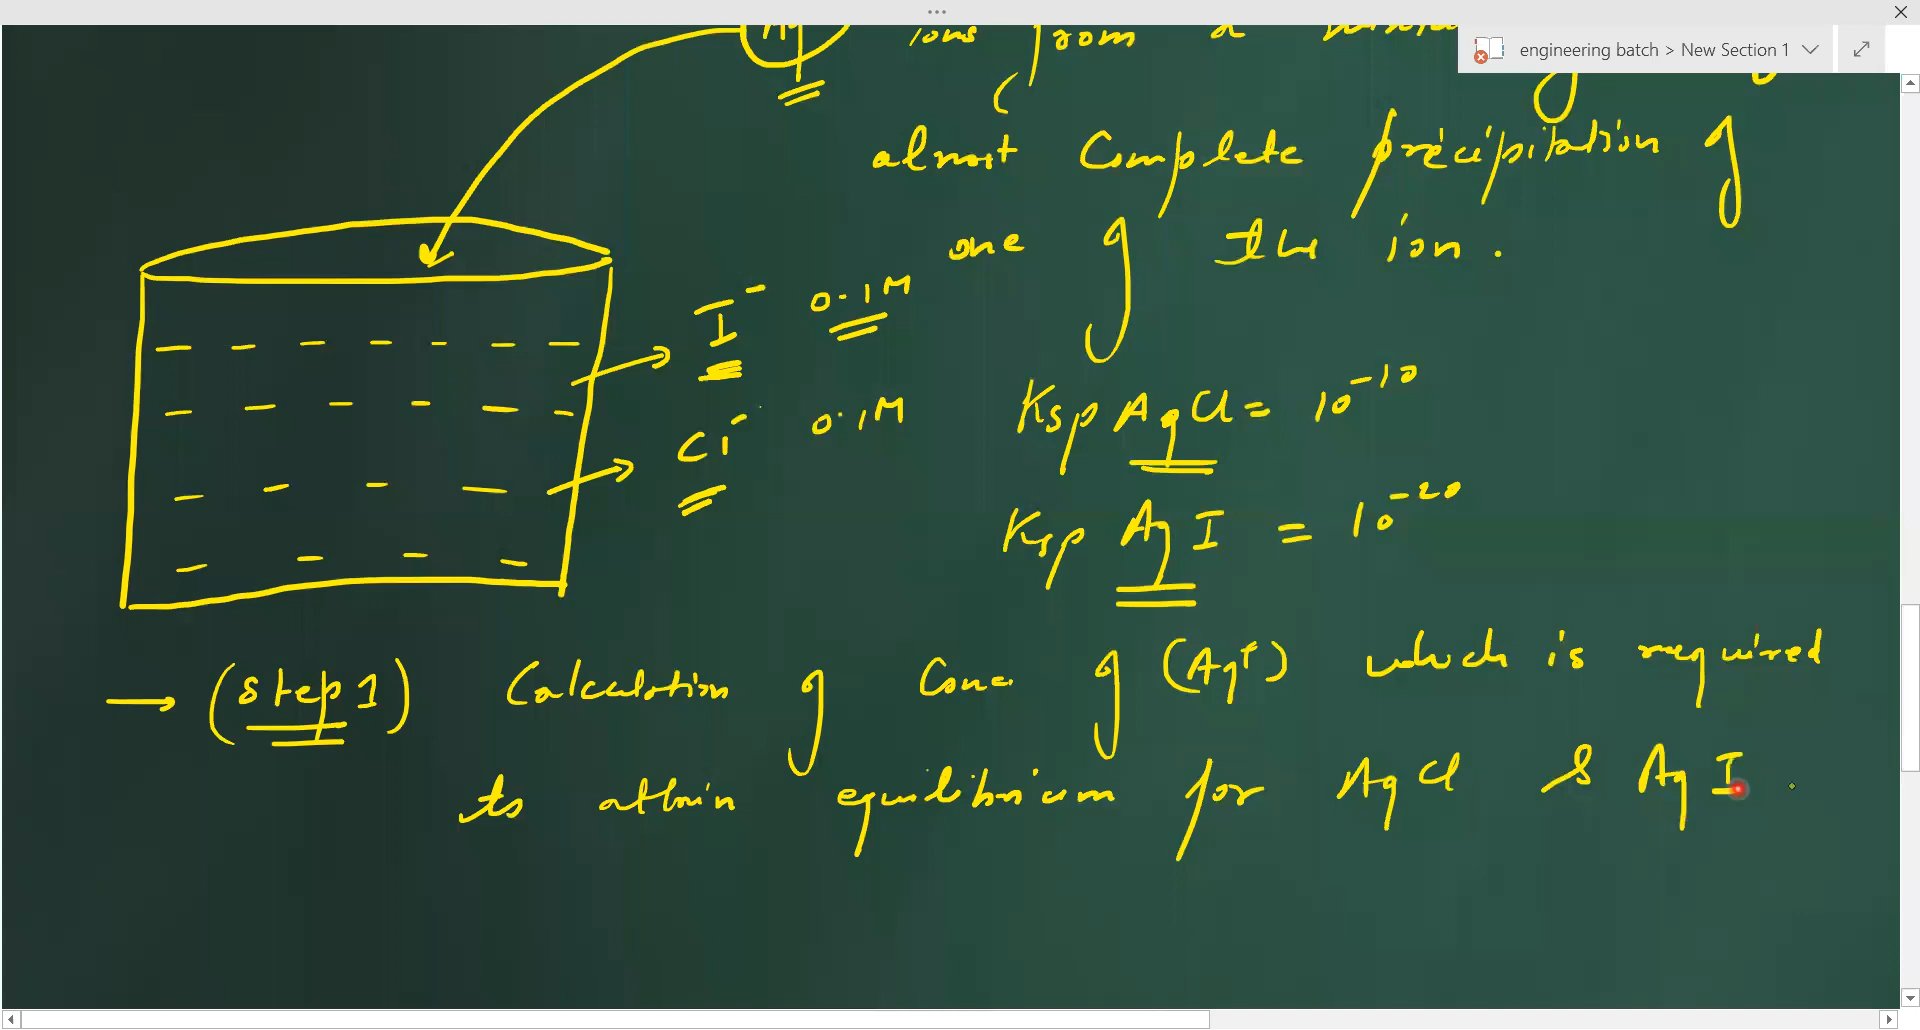 engineering batch > New Section 1
Ag
ions from a
almost Complete precipitation of
one of the ion.
I⁻ 0.1M
Cl⁻ 0.1M
Ksp AgCl = 10⁻¹⁰
Ksp AgI = 10⁻²⁰
→ (Step 1) Calculation of Conc of (Ag⁺) which is required
to attain equilibrium for AgCl & AgI .